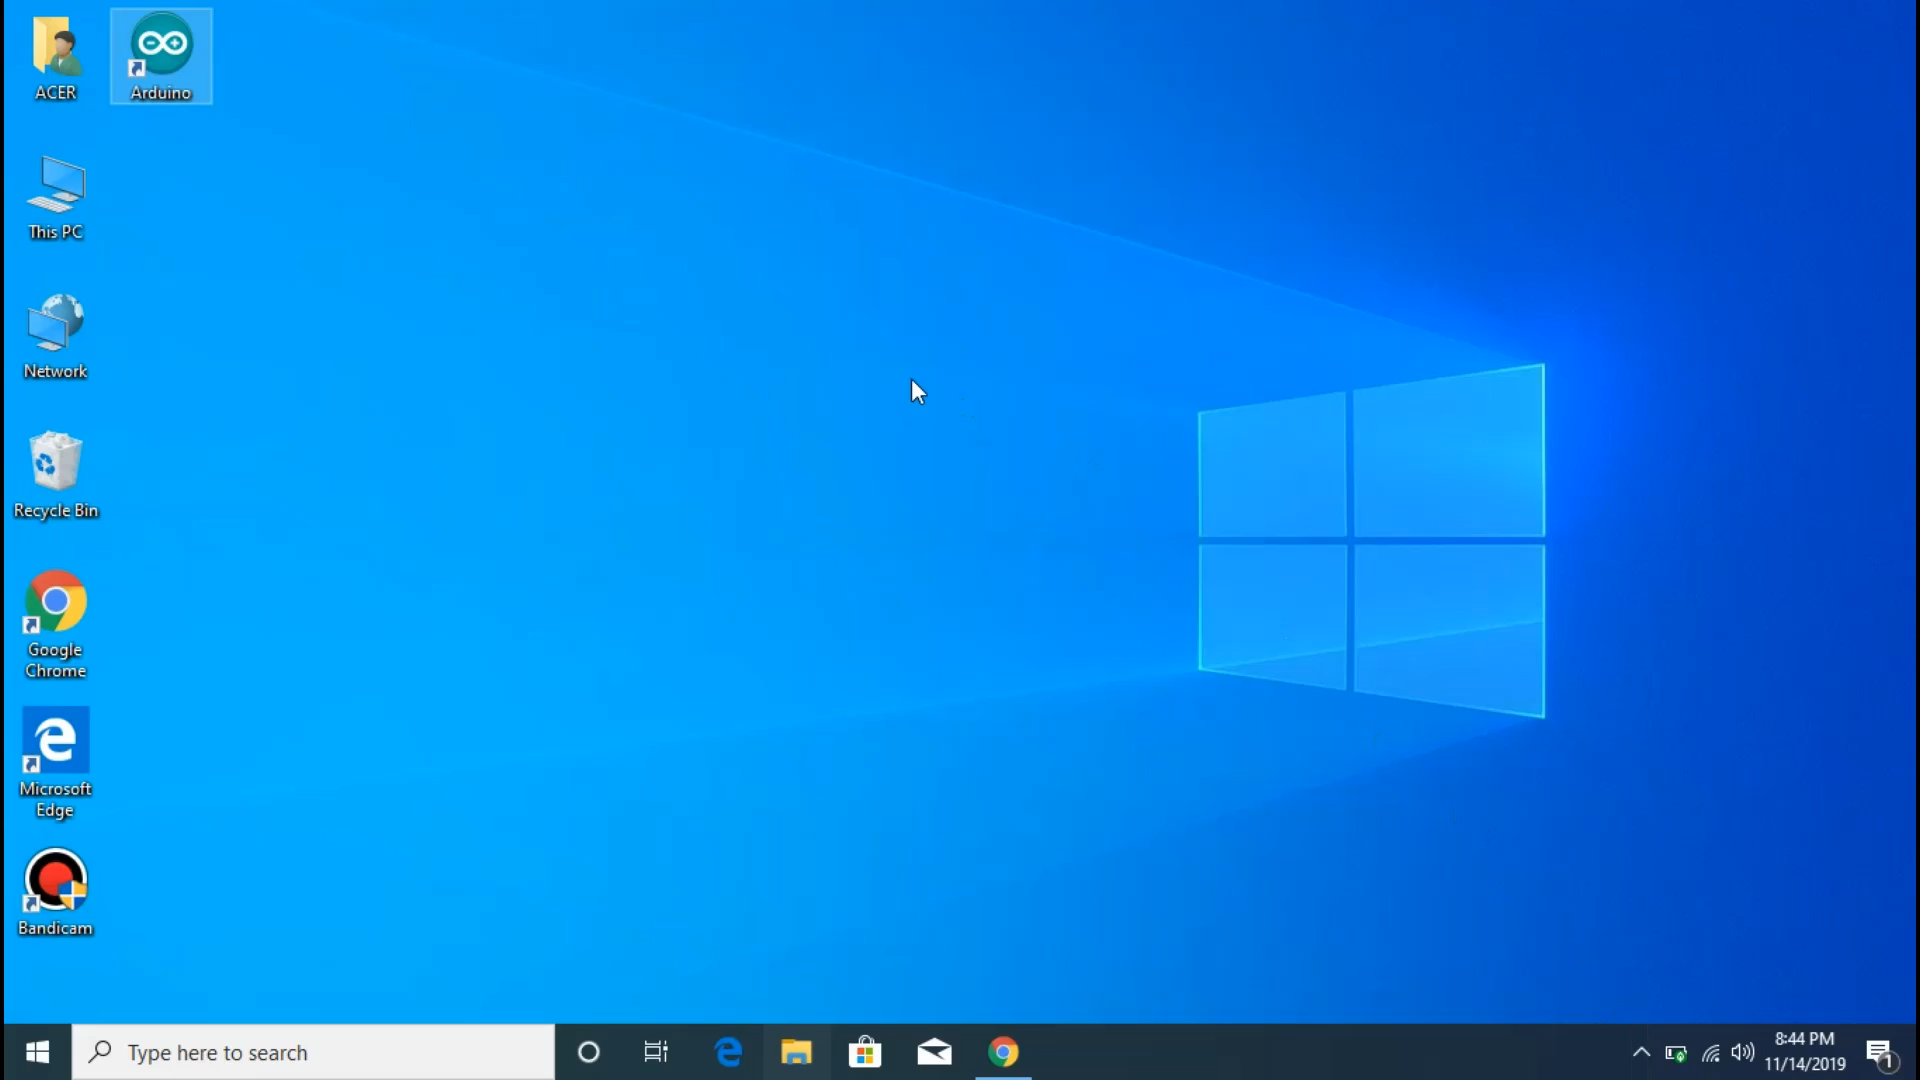 ACER
Arduino
This PC
Network
Recycle Bin
Google
Chrome
Microsoft
Edge
Bandicam
Type here to search
8:44 PM
11/14/2019
1